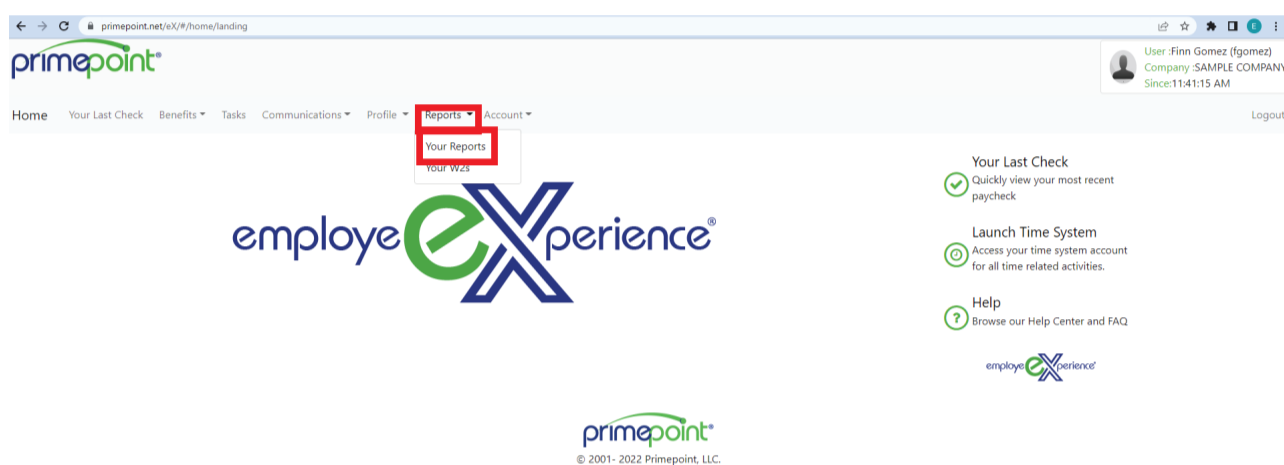 primepoint.net/eX/#/home/landing
E
primepoint®
User :Finn Gomez (fgomez)
Company :SAMPLE COMPANY
Since:11:41:15 AM
Home Your Last Check Benefits Tasks Communications Profile Reports Account Logout
Your Reports
Your W2s
employeeXperience®
Your Last Check
Quickly view your most recent
paycheck
Launch Time System
Access your time system account
for all time related activities.
Help
Browse our Help Center and FAQ
employeeXperience®
primepoint®
© 2001- 2022 Primepoint, LLC.